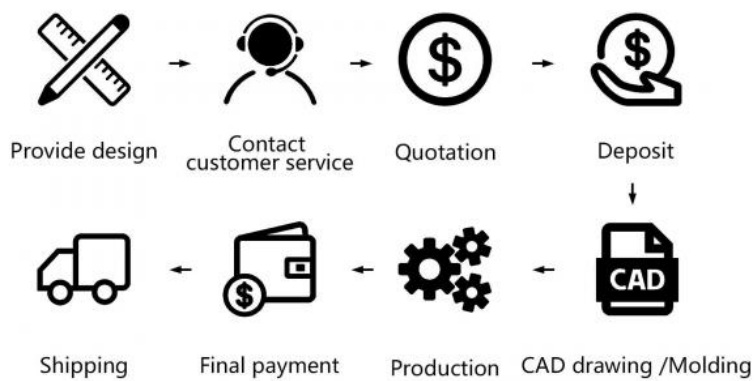 Provide design
Contact
customer service
Quotation
Deposit
CAD
Shipping
Final payment
Production
CAD drawing /Molding